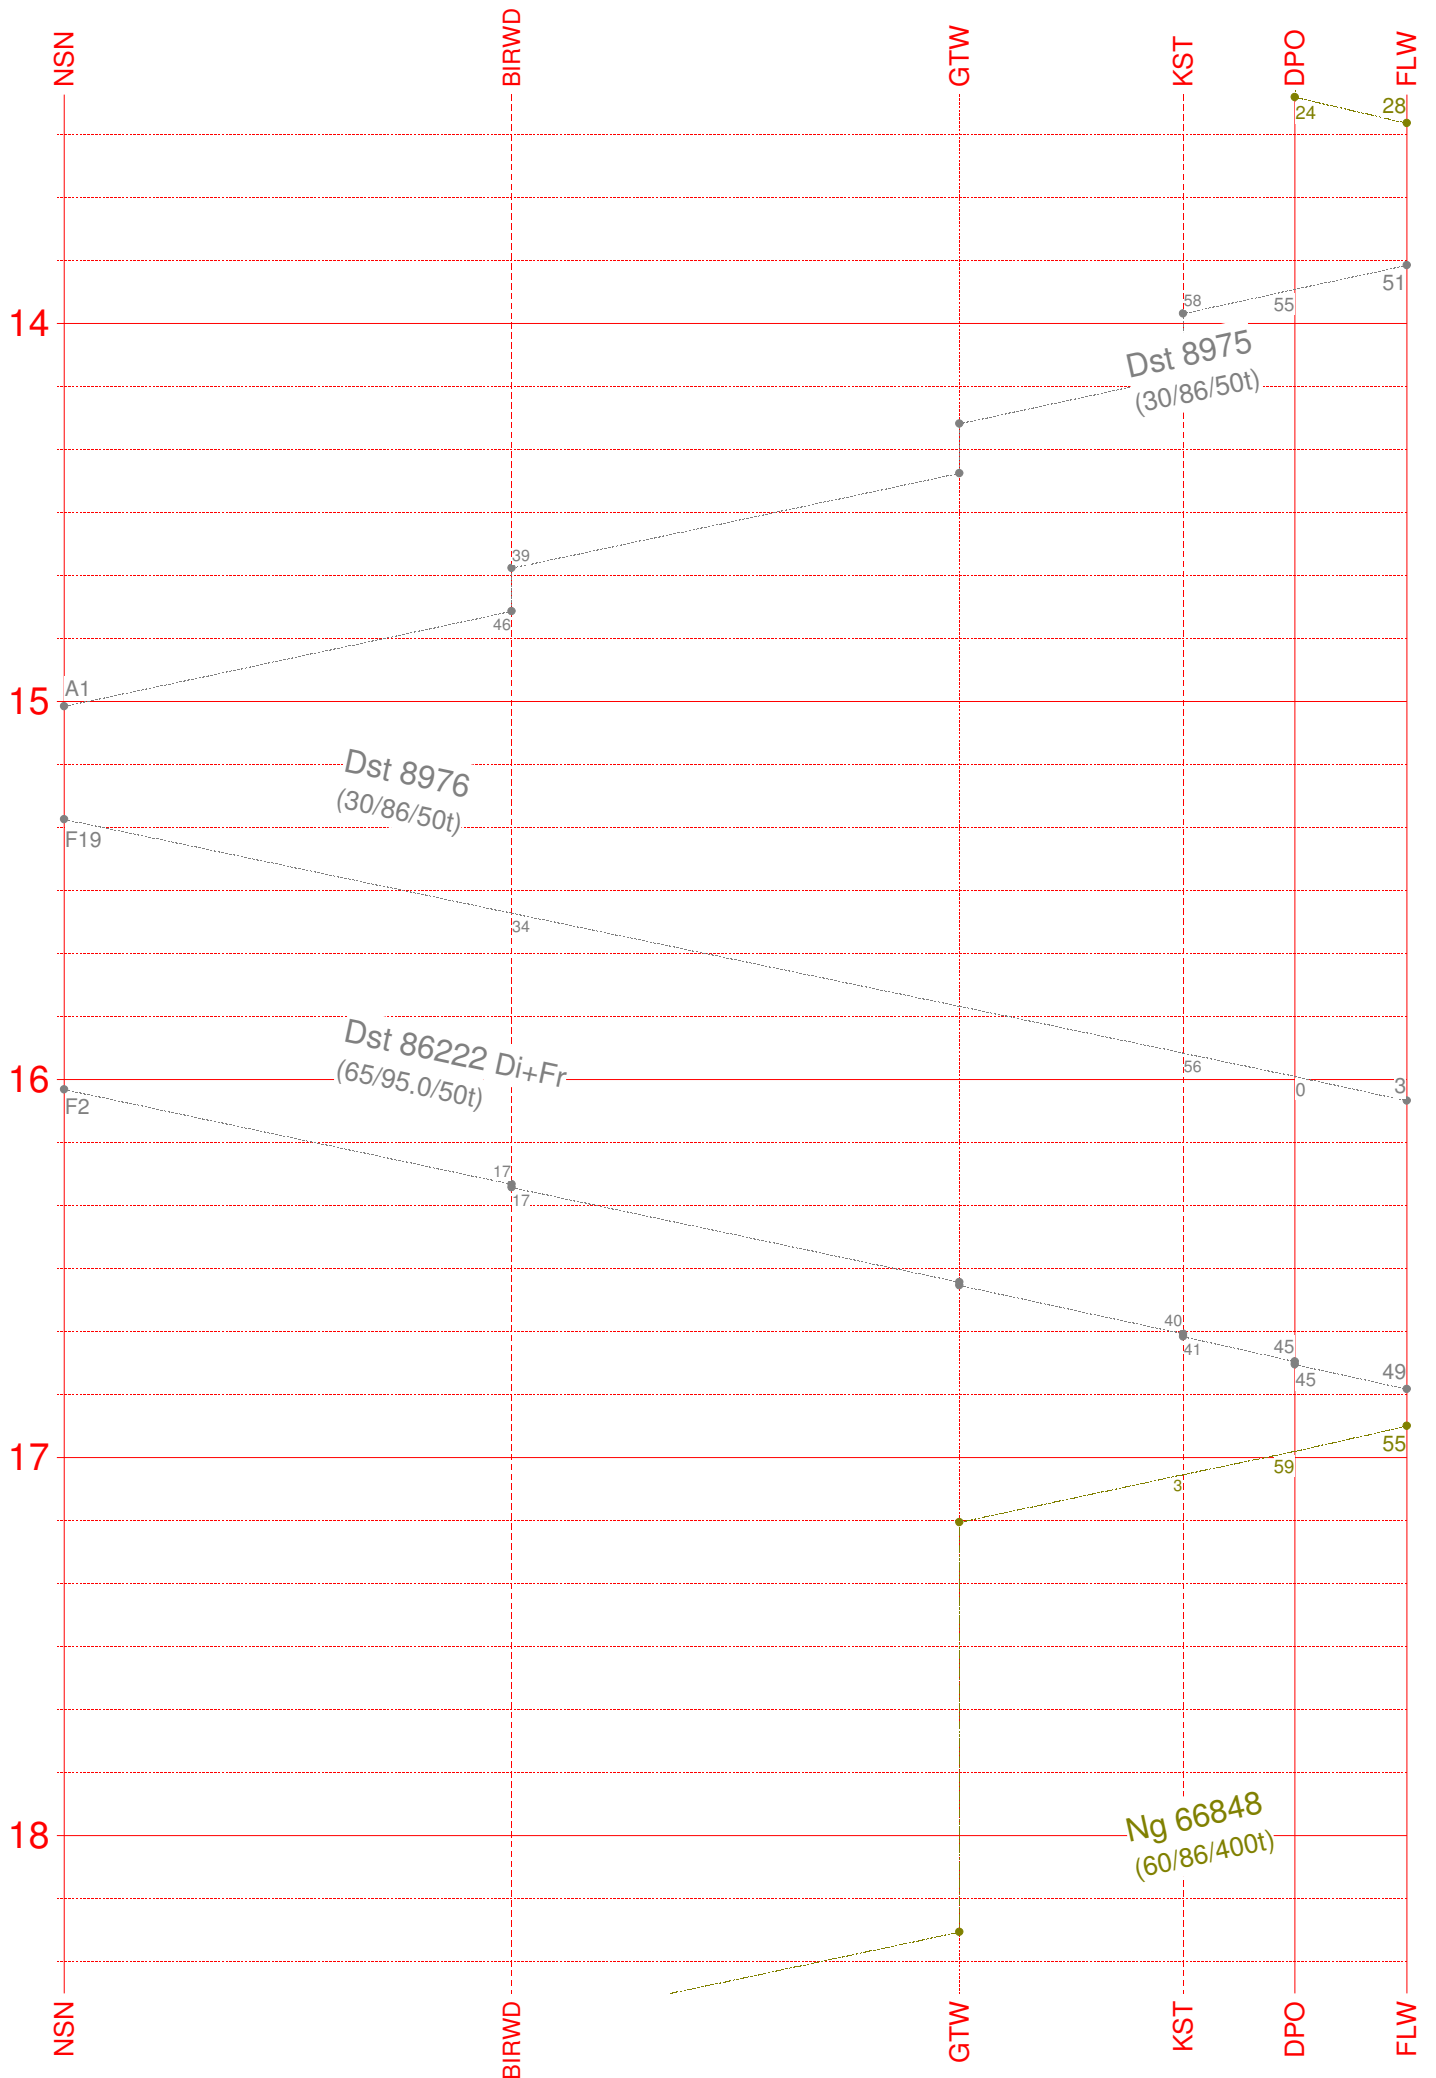 NSN BIRWD GTW KST DPO FLW
28
24
51
58
55
14
Dst 8975
(30/86/50t)
39
46
A1
15
Dst 8976
(30/86/50t)
F19
34
Dst 86222 Di+Fr
(65/95.0/50t)
56
16
3
0
F2
17
17
40
45
41
49
45
55
17
59
3
Ng 66848
(60/86/400t)
18
NSN BIRWD GTW KST DPO FLW